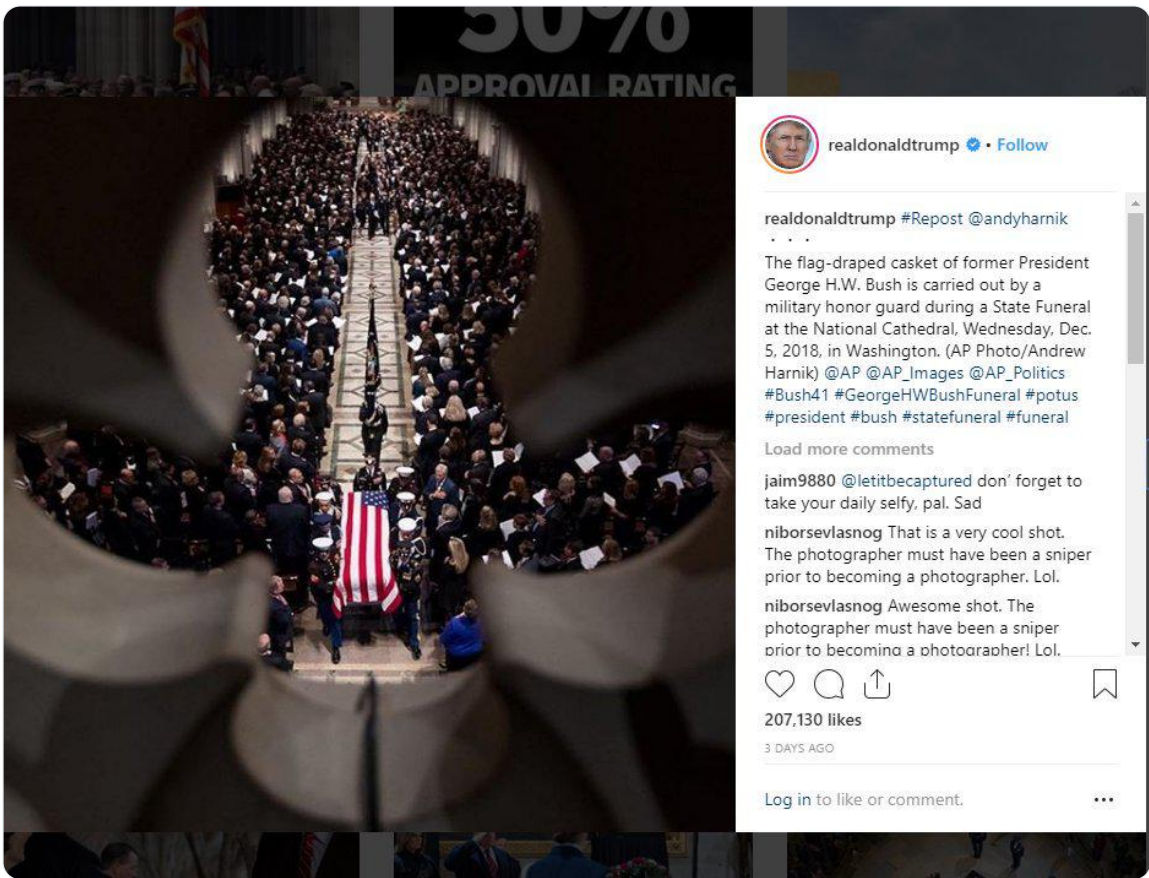 50%
APPROVAL RATING
realdonaldtrump • Follow
realdonaldtrump #Repost @andyharnik
. . .
The flag-draped casket of former President
George H.W. Bush is carried out by a
military honor guard during a State Funeral
at the National Cathedral, Wednesday, Dec.
5, 2018, in Washington. (AP Photo/Andrew
Harnik) @AP @AP_Images @AP_Politics
#Bush41 #GeorgeHWBushFuneral #potus
#president #bush #statefuneral #funeral
Load more comments
jaim9880 @letitbecaptured don' forget to
take your daily selfy, pal. Sad
niborsevlasnog That is a very cool shot.
The photographer must have been a sniper
prior to becoming a photographer. Lol.
niborsevlasnog Awesome shot. The
photographer must have been a sniper
prior to becoming a photographer! Lol.
207,130 likes
3 DAYS AGO
Log in to like or comment.